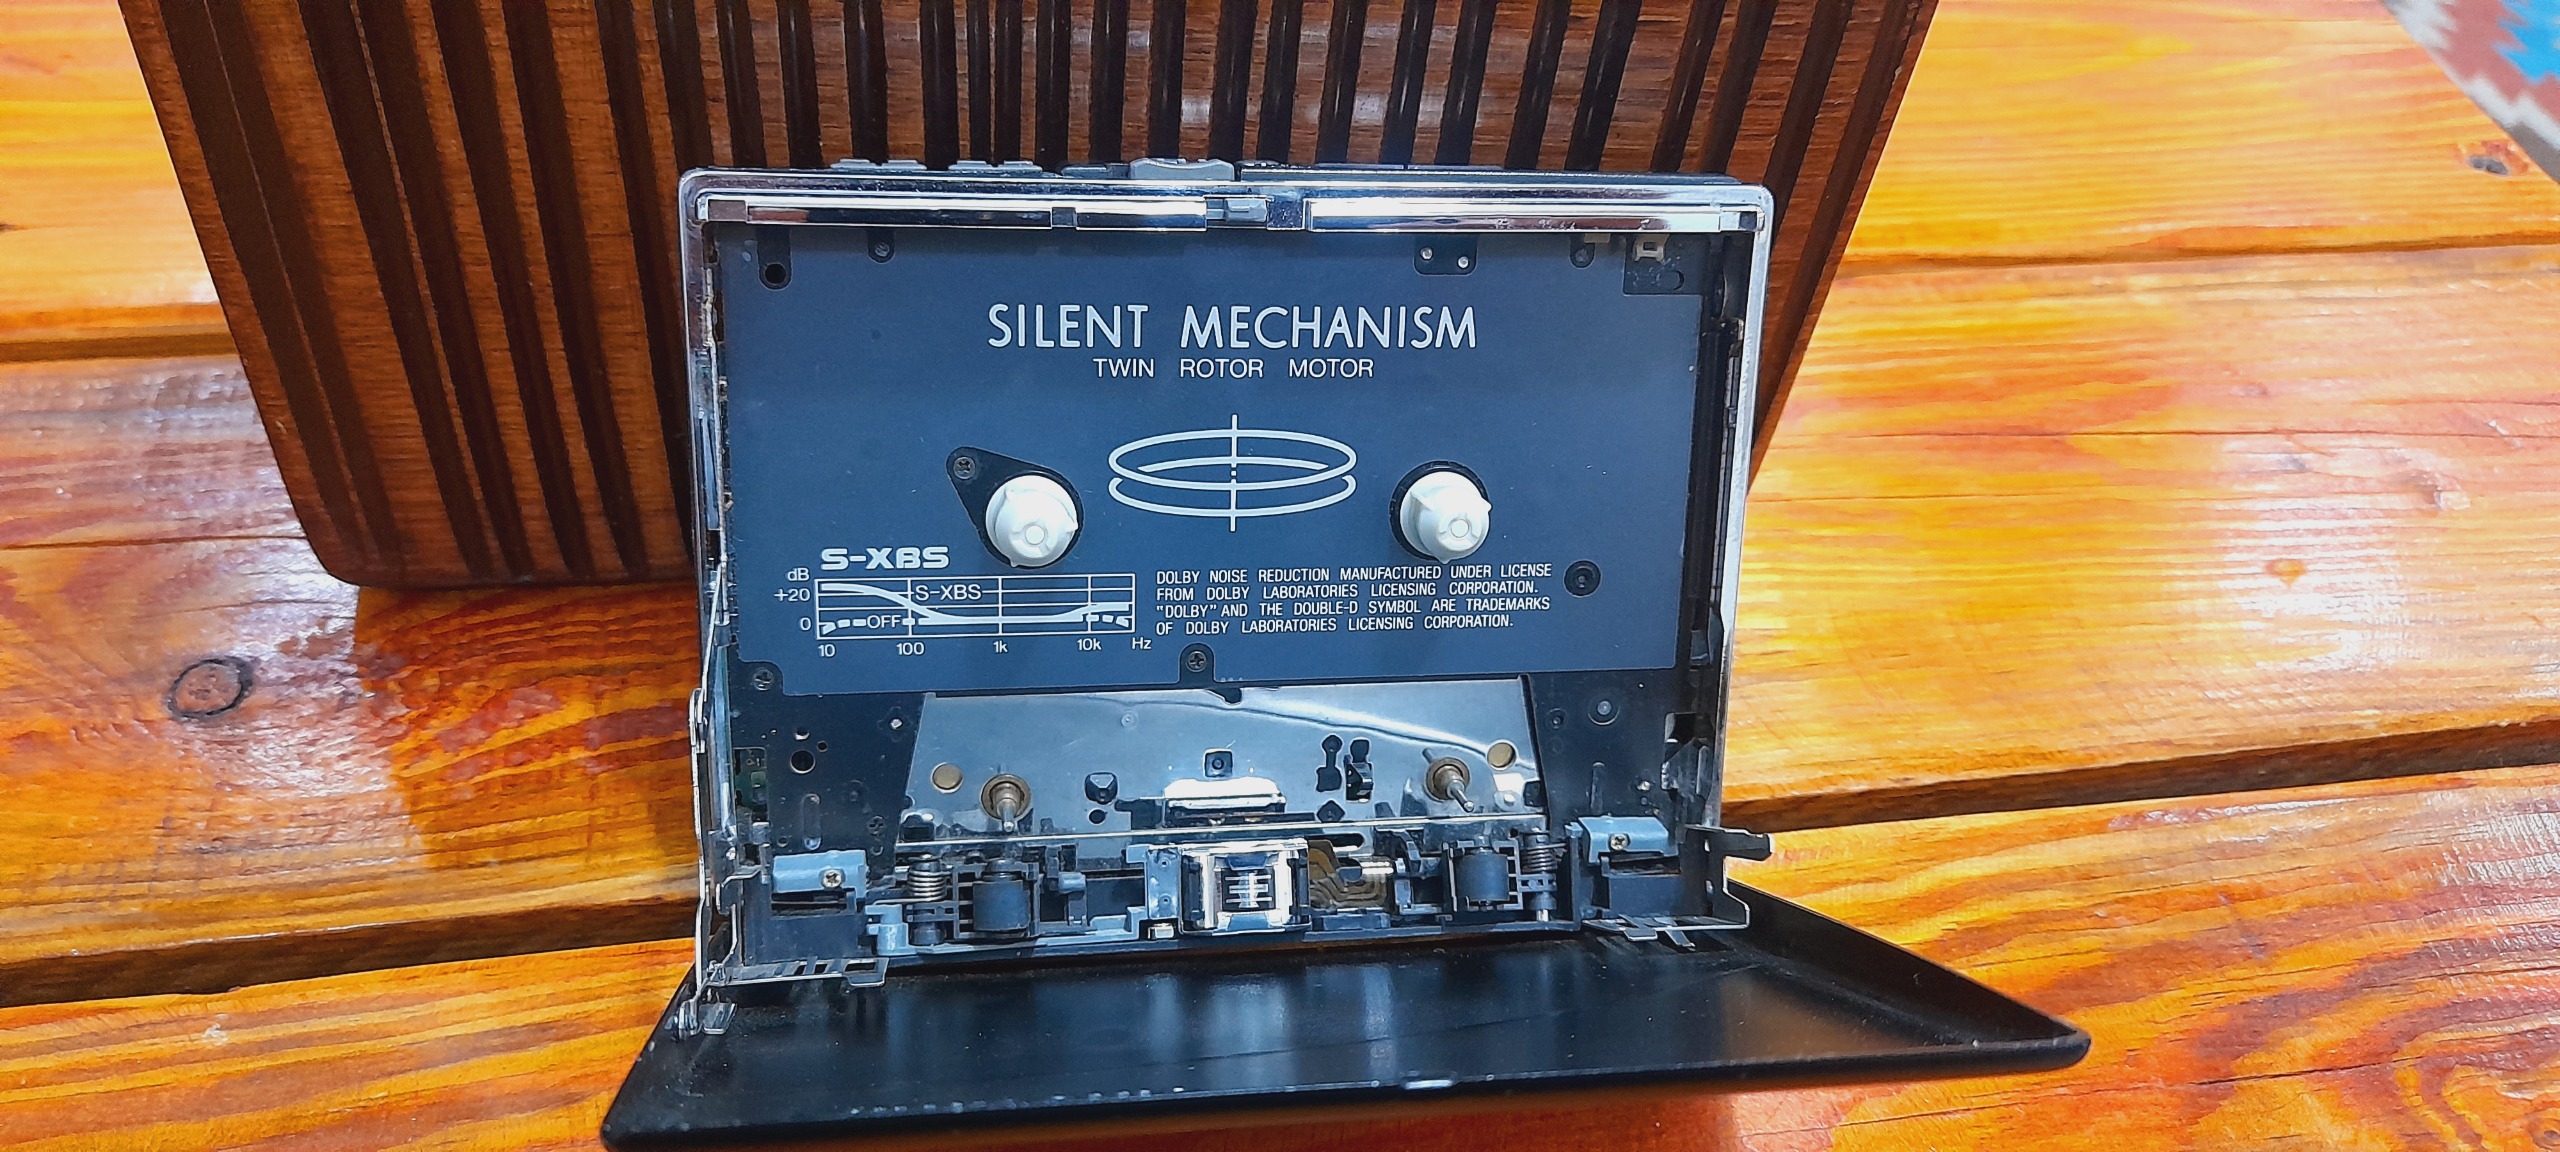 SILENT MECHANISM
TWIN ROTOR MOTOR
S-XBS
dB
+20
S-XBS
0
OFF
10 100 1k 10k Hz
DOLBY NOISE REDUCTION MANUFACTURED UNDER LICENSE
FROM DOLBY LABORATORIES LICENSING CORPORATION.
"DOLBY" AND THE DOUBLE-D SYMBOL ARE TRADEMARKS
OF DOLBY LABORATORIES LICENSING CORPORATION.